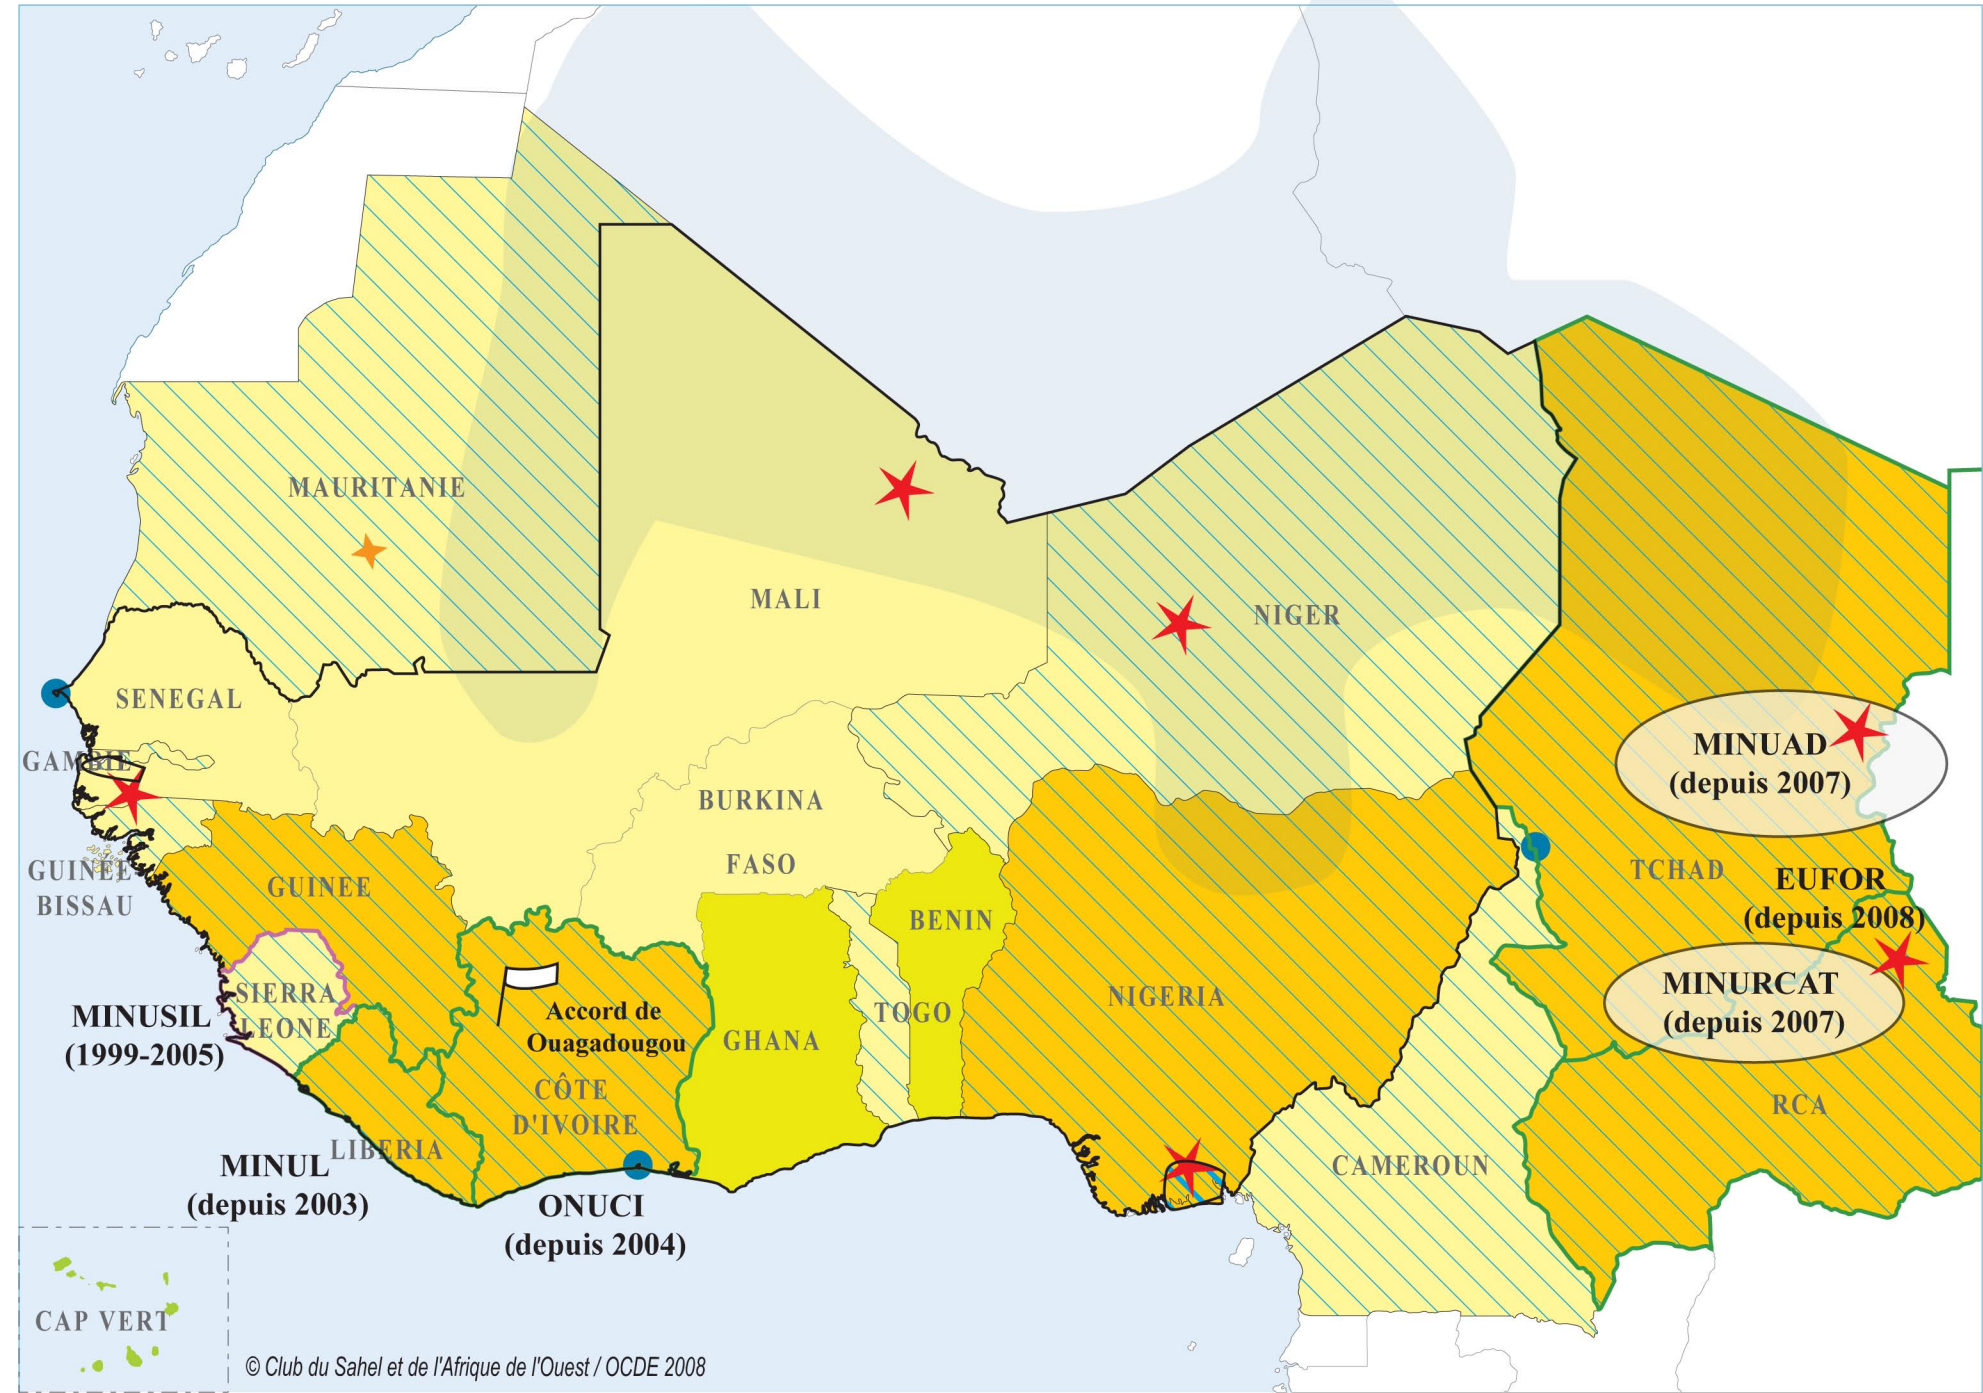 MAURITANIE
MALI
NIGER
SENEGAL
GAMBIE
MINUAD
(depuis 2007)
BURKINA
FASO
GUINÉE
BISSAU
GUINEE
TCHAD
EUFOR
(depuis 2008)
BENIN
MINURCAT
(depuis 2007)
NIGERIA
SIERRA
LEONE
MINUSIL
(1999-2005)
Accord de
Ouagadougou
GHANA
TOGO
CÔTE
D'IVOIRE
RCA
LIBERIA
MINUL
(depuis 2003)
CAMEROUN
ONUCI
(depuis 2004)
CAP VERT
© Club du Sahel et de l'Afrique de l'Ouest / OCDE 2008